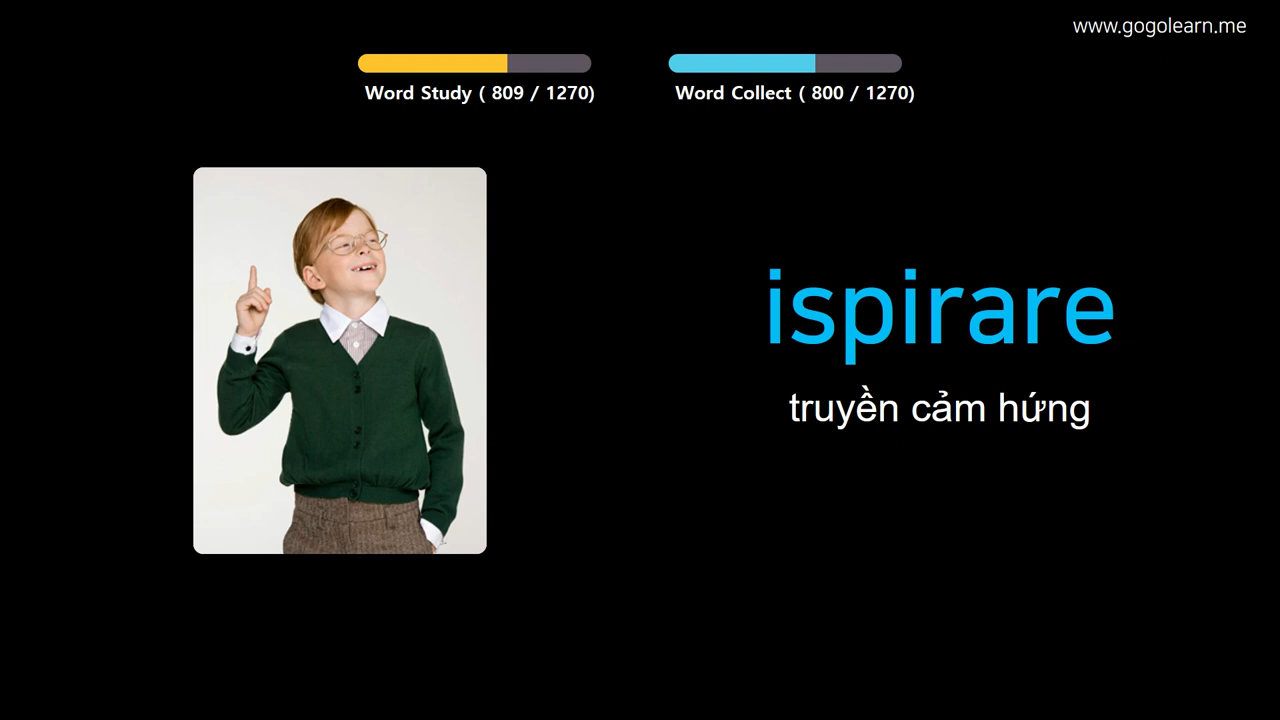 www.gogolearn.me
Word Study ( 809 / 1270)
Word Collect ( 800 / 1270)
ispirare
truyền cảm hứng